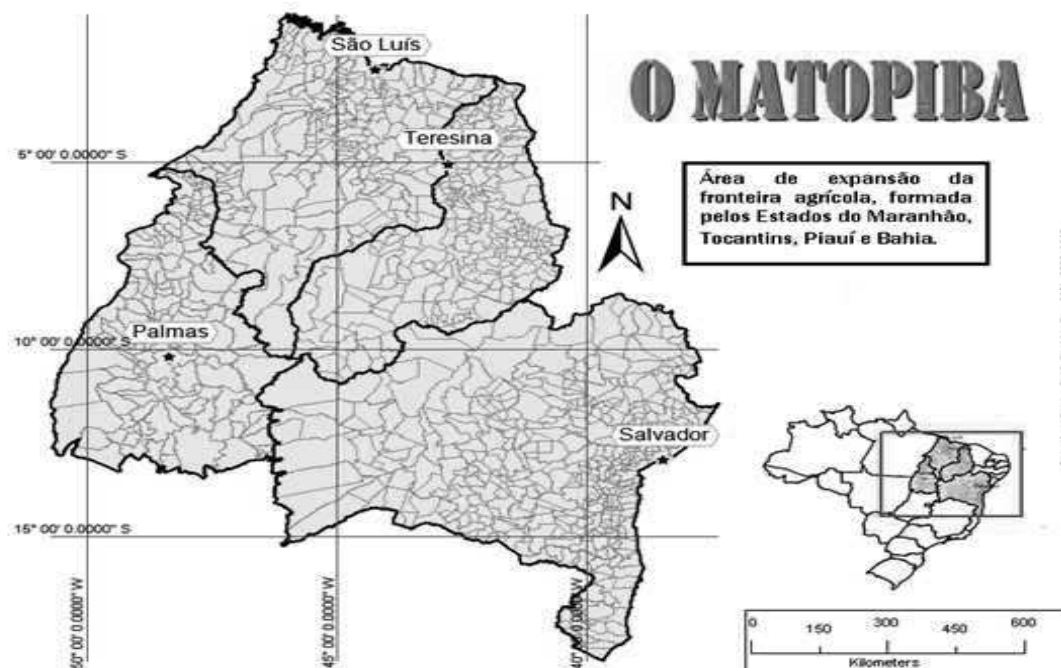 O MATOPIBA
Área de expansão da
fronteira agrícola, formada
pelos Estados do Maranhão,
Tocantins, Piauí e Bahia.
São Luís
Teresina
5° 00' 0.0000" S
N
Palmas
10° 00' 0.0000" S
Salvador
15° 00' 0.0000" S
50° 00' 0.0000" W
45° 00' 0.0000" W
40° 00' 0.0000" W
0 150 300 450 600
Kilometers